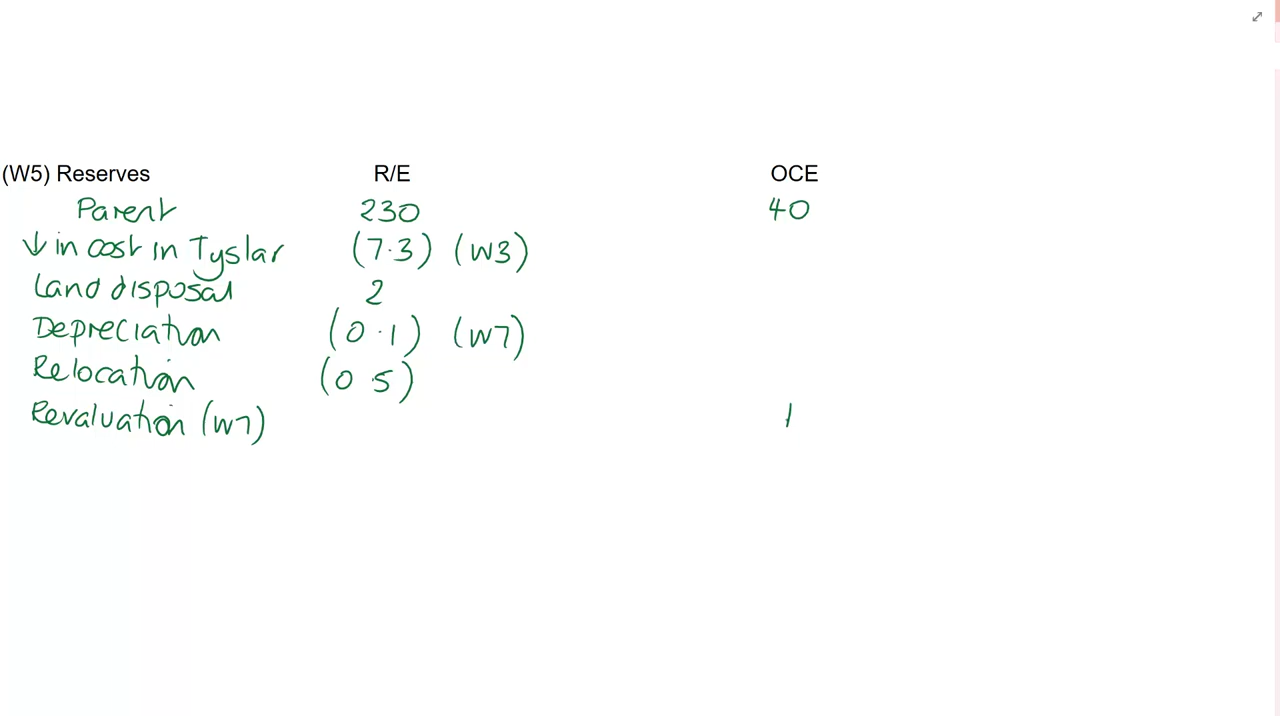 (W5) Reserves R/E OCE
Parent 230 40
↓ in cost in Tyslar (7.3) (W3)
Land disposal 2
Depreciation (0.1) (W7)
Relocation (0.5)
Revaluation (W7) 1